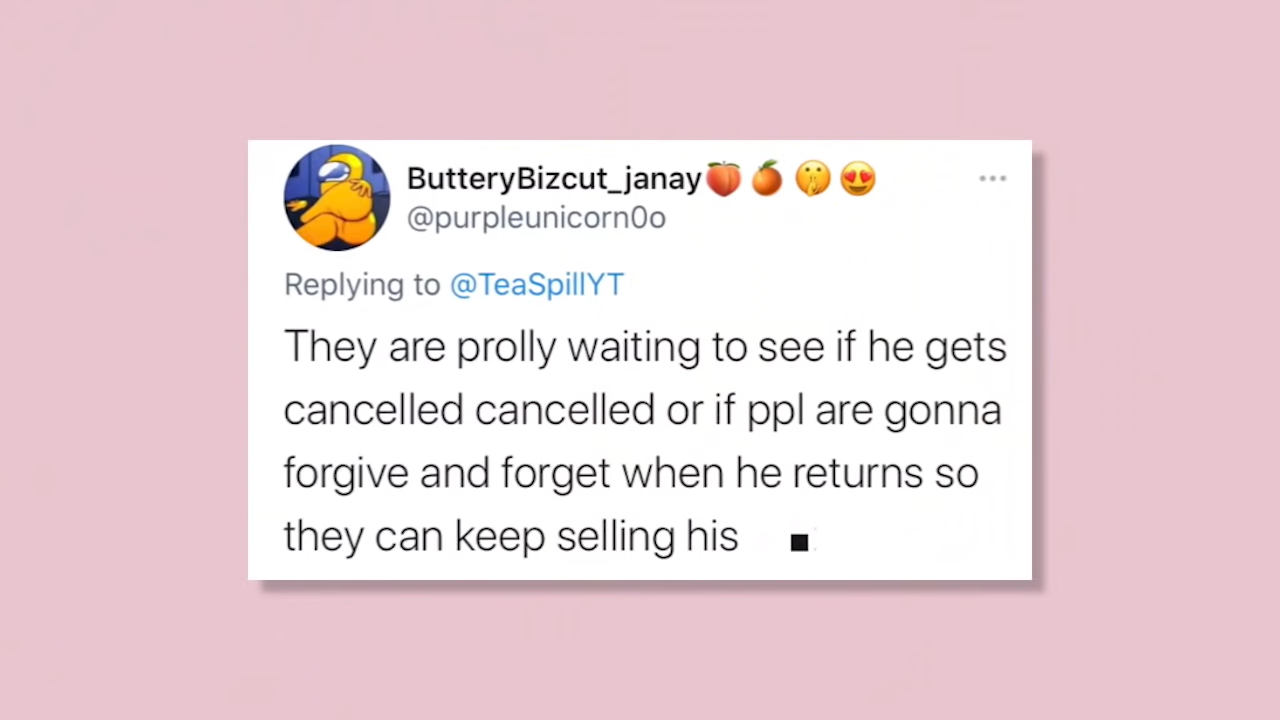 ButteryBizcut_janay🍑🍊🤫😍
@purpleunicorn0o
Replying to @TeaSpillYT
They are prolly waiting to see if he gets
cancelled cancelled or if ppl are gonna
forgive and forget when he returns so
they can keep selling his